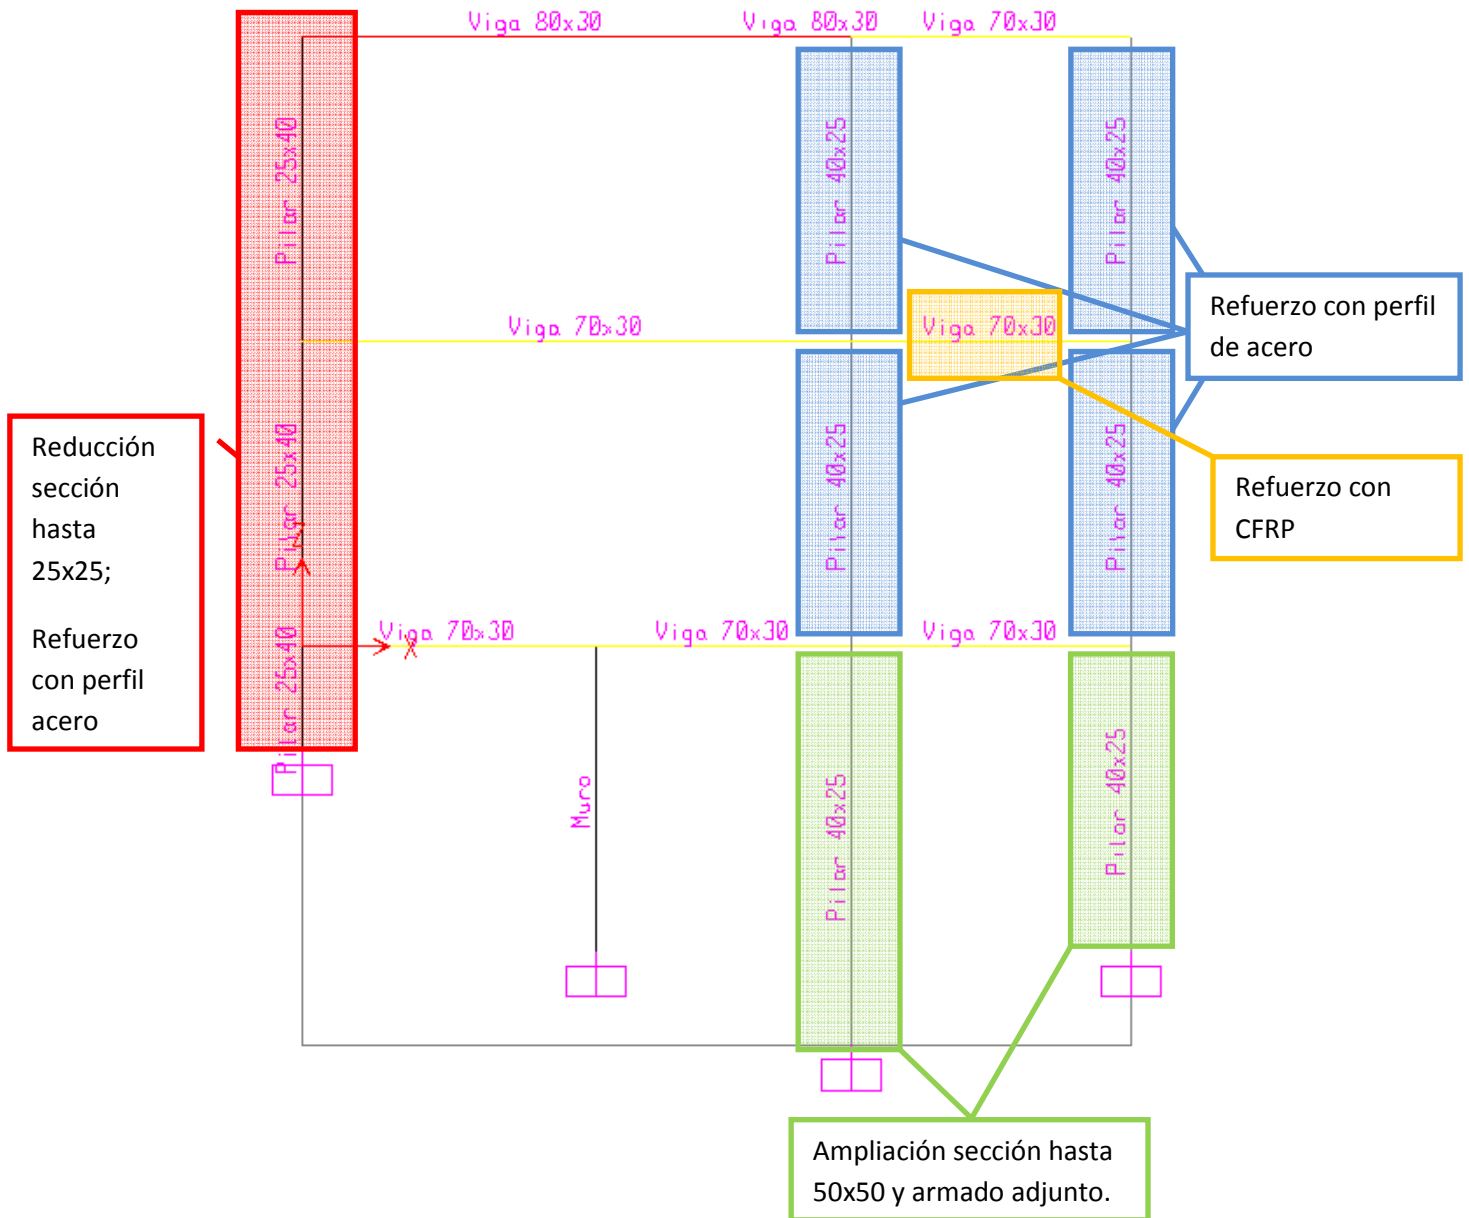 Viga 80x30
Viga 80x30
Viga 70x30
Pilar 25x40
Pilar 40x25
Pilar 40x25
Refuerzo con perfil
de acero
Viga 70x30
Viga 70x30
Reducción
sección
hasta
25x25;
Refuerzo
con perfil
acero
Pilar 25x40
Pilar 40x25
Pilar 40x25
Refuerzo con
CFRP
Z
X
Viga 70x30
Viga 70x30
Viga 70x30
Pilar 25x40
Muro
Pilar 40x25
Pilar 40x25
Ampliación sección hasta
50x50 y armado adjunto.